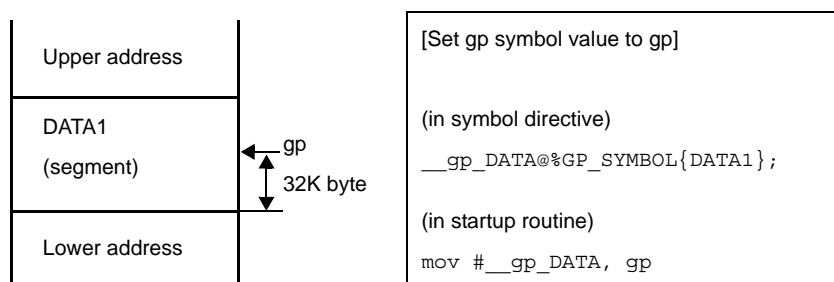 Upper address
DATA1
(segment)
gp
32K byte
Lower address
[Set gp symbol value to gp]
(in symbol directive)
__gp_DATA@%GP_SYMBOL{DATA1};
(in startup routine)
mov #__gp_DATA, gp